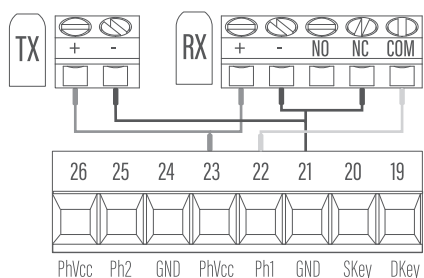 TX
+ -
RX
+ - NO NC COM
26 25 24 23 22 21 20 19
PhVcc Ph2 GND PhVcc Ph1 GND SKey DKey